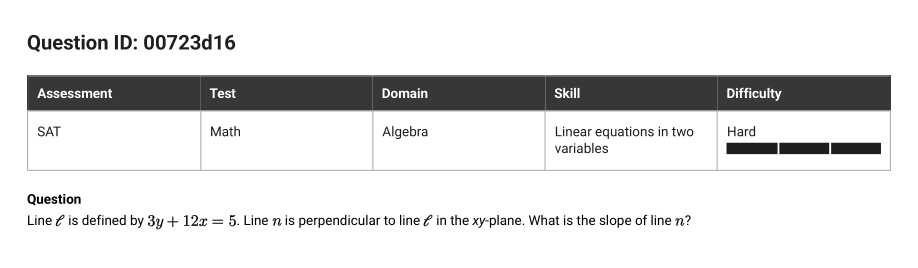 Question ID: 00723d16
Assessment Test Domain Skill Difficulty
SAT Math Algebra Linear equations in two variables Hard
Question
Line ℓ is defined by 3y + 12x = 5. Line n is perpendicular to line ℓ in the xy-plane. What is the slope of line n?